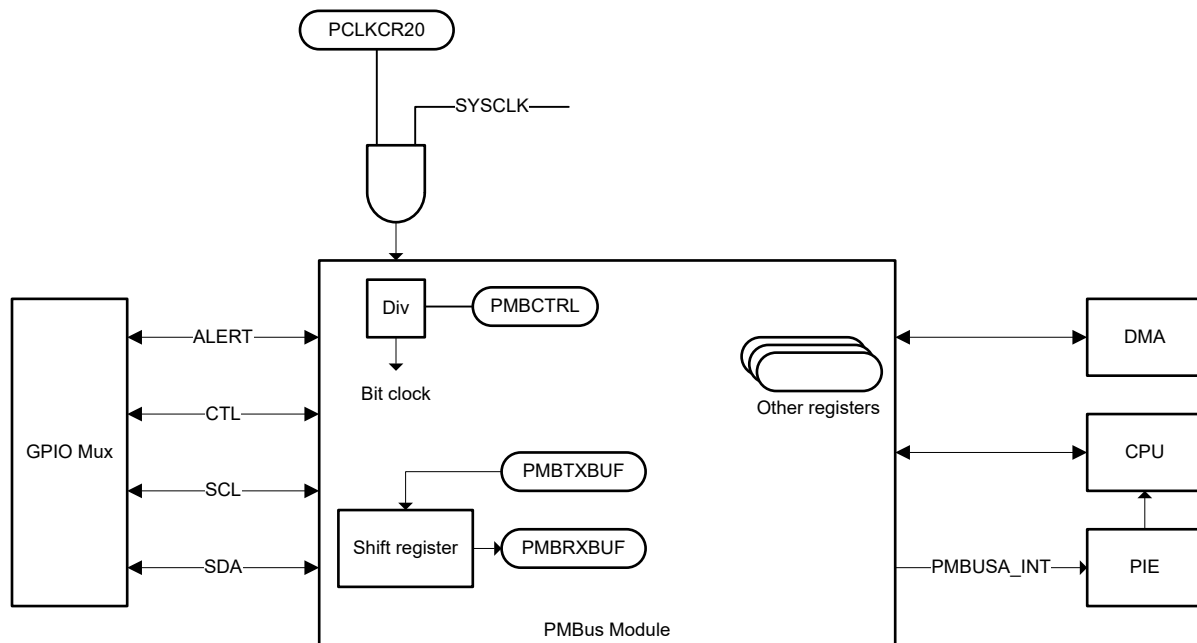 PCLKCR20
SYSCLK
Div
PMBCTRL
ALERT
DMA
Bit clock
Other registers
CTL
GPIO Mux
CPU
PMBTXBUF
SCL
Shift register
PMBRXBUF
SDA
PMBUSA_INT
PIE
PMBus Module